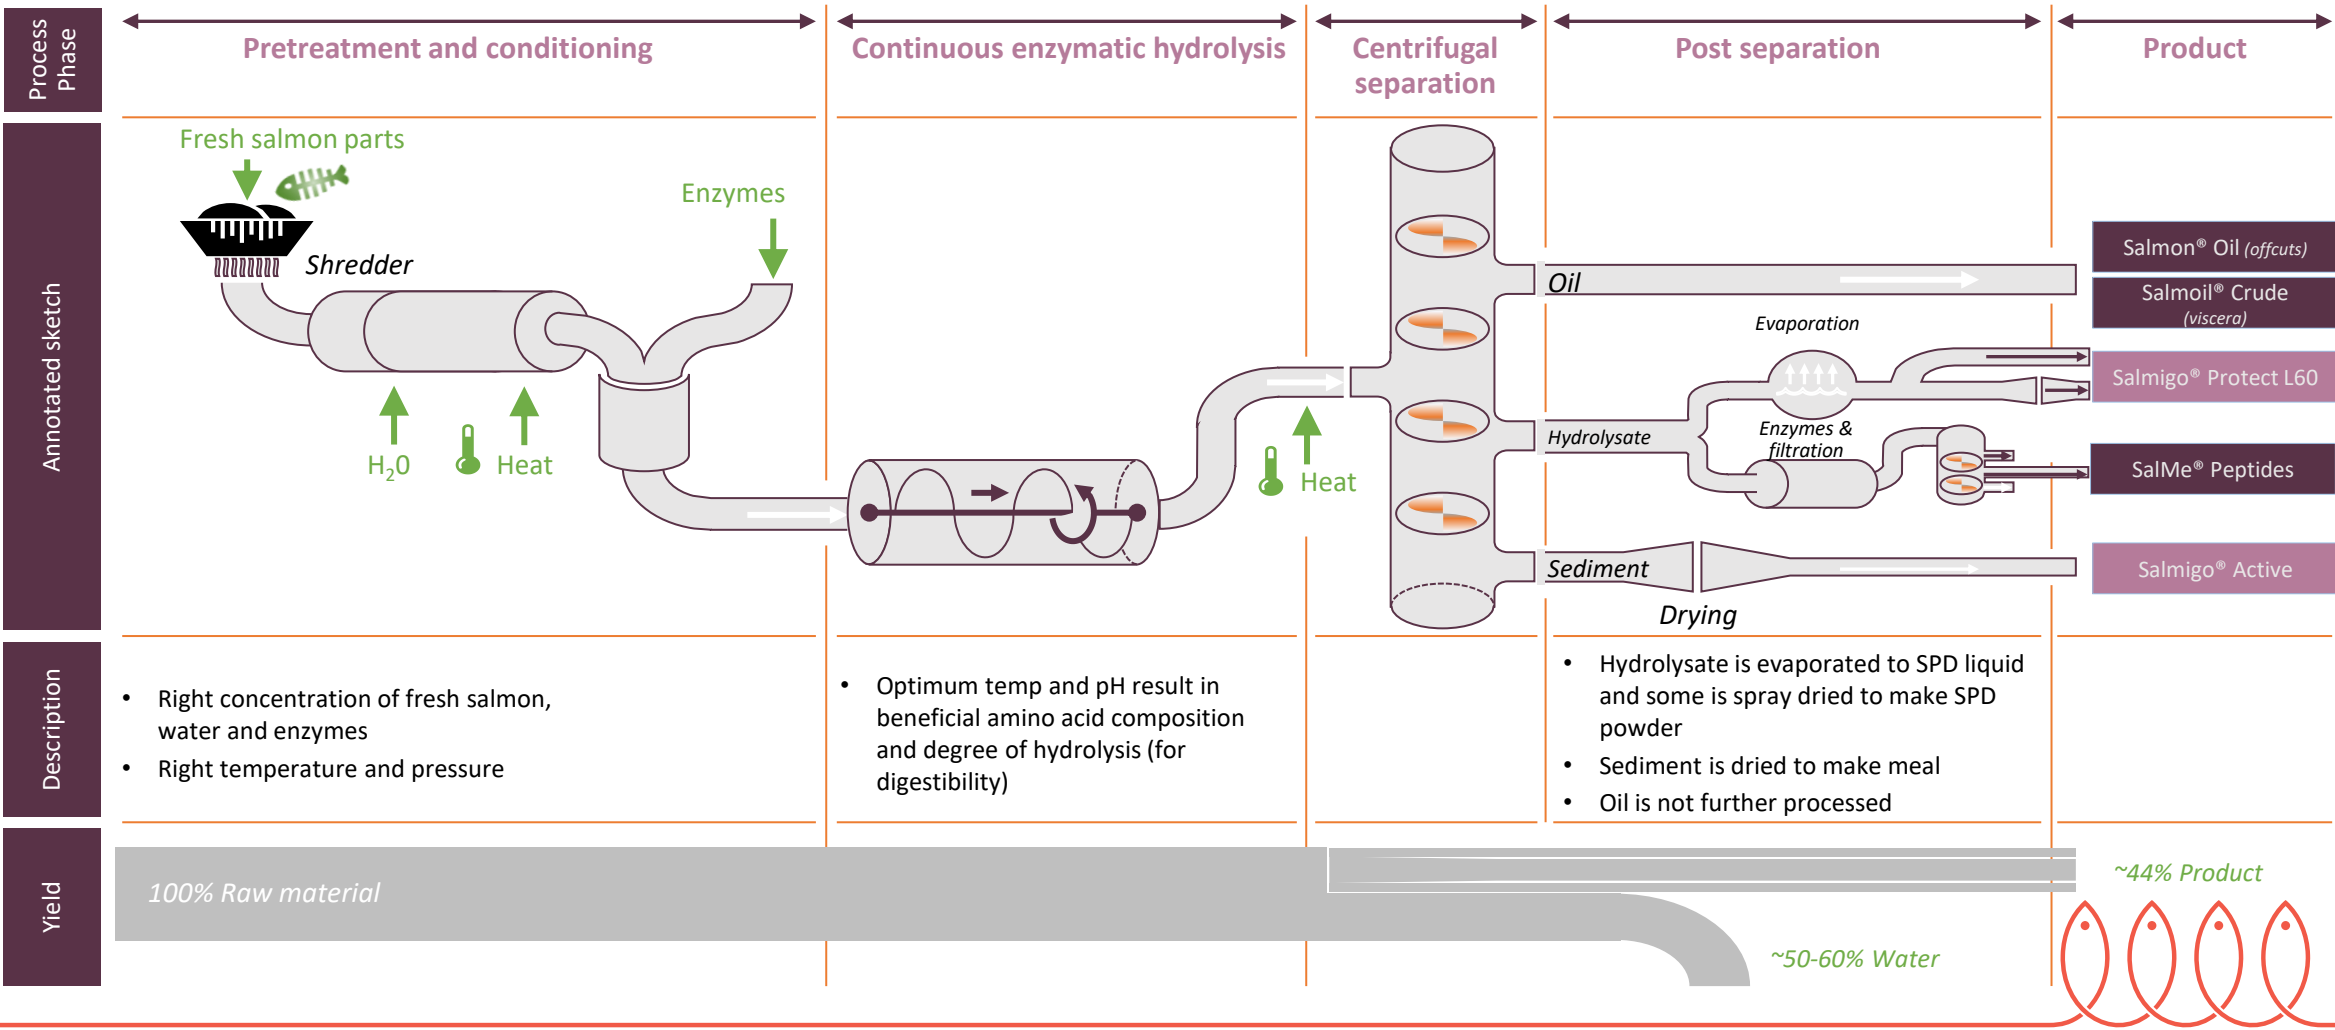 Process
Phase
Pretreatment and conditioning
Continuous enzymatic hydrolysis
Centrifugal
separation
Post separation
Product
Annotated sketch
Fresh salmon parts
Enzymes
Shredder
H₂0
Heat
Heat
Oil
Evaporation
Hydrolysate
Enzymes &
filtration
Sediment
Drying
Salmon® Oil (offcuts)
Salmoil® Crude
(viscera)
Salmigo® Protect L60
SalMe® Peptides
Salmigo® Active
Description
• Right concentration of fresh salmon,
water and enzymes
• Right temperature and pressure
• Optimum temp and pH result in
beneficial amino acid composition
and degree of hydrolysis (for
digestibility)
• Hydrolysate is evaporated to SPD liquid
and some is spray dried to make SPD
powder
• Sediment is dried to make meal
• Oil is not further processed
Yield
100% Raw material
~44% Product
~50-60% Water